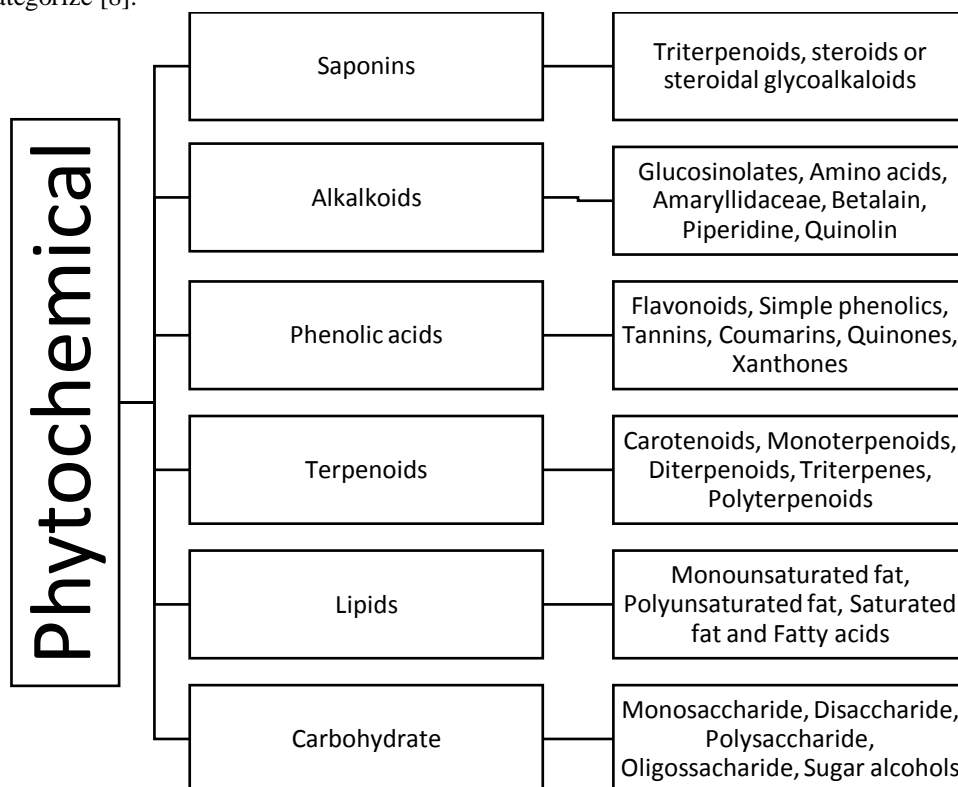 ategorize [8].
Phytochemical
Saponins
Triterpenoids, steroids or
steroidal glycoalkaloids
Alkalkoids
Glucosinolates, Amino acids,
Amaryllidaceae, Betalain,
Piperidine, Quinolin
Phenolic acids
Flavonoids, Simple phenolics,
Tannins, Coumarins, Quinones,
Xanthones
Terpenoids
Carotenoids, Monoterpenoids,
Diterpenoids, Triterpenes,
Polyterpenoids
Lipids
Monounsaturated fat,
Polyunsaturated fat, Saturated
fat and Fatty acids
Carbohydrate
Monosaccharide, Disaccharide,
Polysaccharide,
Oligossacharide, Sugar alcohols